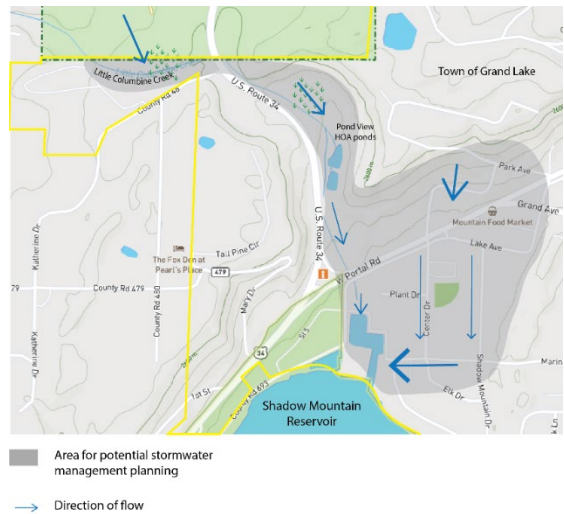 Little Columbine Creek
County Rd 48
U.S. Route 34
Town of Grand Lake
Pond View
HOA ponds
Park Ave
Grand Ave
Mountain Food Market
Lake Ave
Katherine Dr
Tall Pine Cir
The Fox Den at
Pearl's Place
479
County Rd 480
79
County Rd 479
Mary Dr
U.S. Route 34
W Portal Rd
Plant Dr
Center Dr
Katherine Dr
34
St S
1st St
County Rd 693
Marin
Elk Dr
Shadow Mountain Dr
k Ln
Shadow Mountain
Reservoir
Area for potential stormwater
management planning
Direction of flow